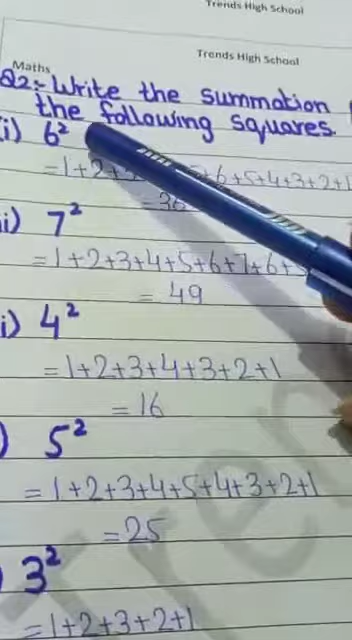 Trends High School
Trends High School
Maths
Q2:- Write the summation
the following squares.
i) 6²
=1+2+3 +6+5+4+3+2+1
=36
ii) 7²
=1+2+3+4+5+6+7+6+5
= 49
i) 4²
=1+2+3+4+3+2+1
=16
) 5²
=1+2+3+4+5+4+3+2+1
=25
) 3²
=1+2+3+2+1
Tren